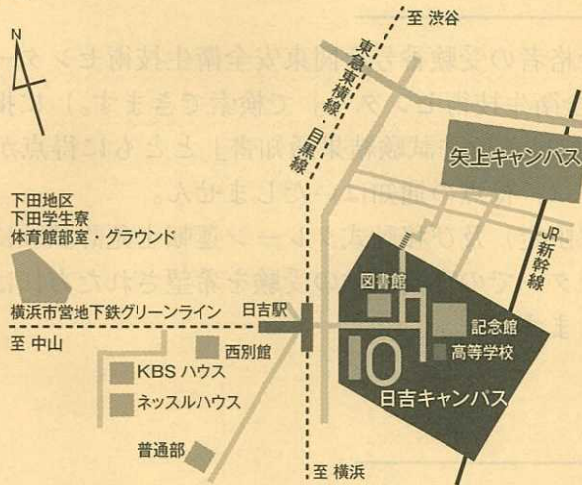 至 渋谷
N
東急東横線
目黒線
矢上キャンパス
下田地区
下田学生寮
体育館部室・グラウンド
JR新幹線
図書館
横浜市営地下鉄グリーンライン
日吉駅
記念館
至 中山
西別館
高等学校
KBSハウス
日吉キャンパス
ネッスルハウス
普通部
至 横浜